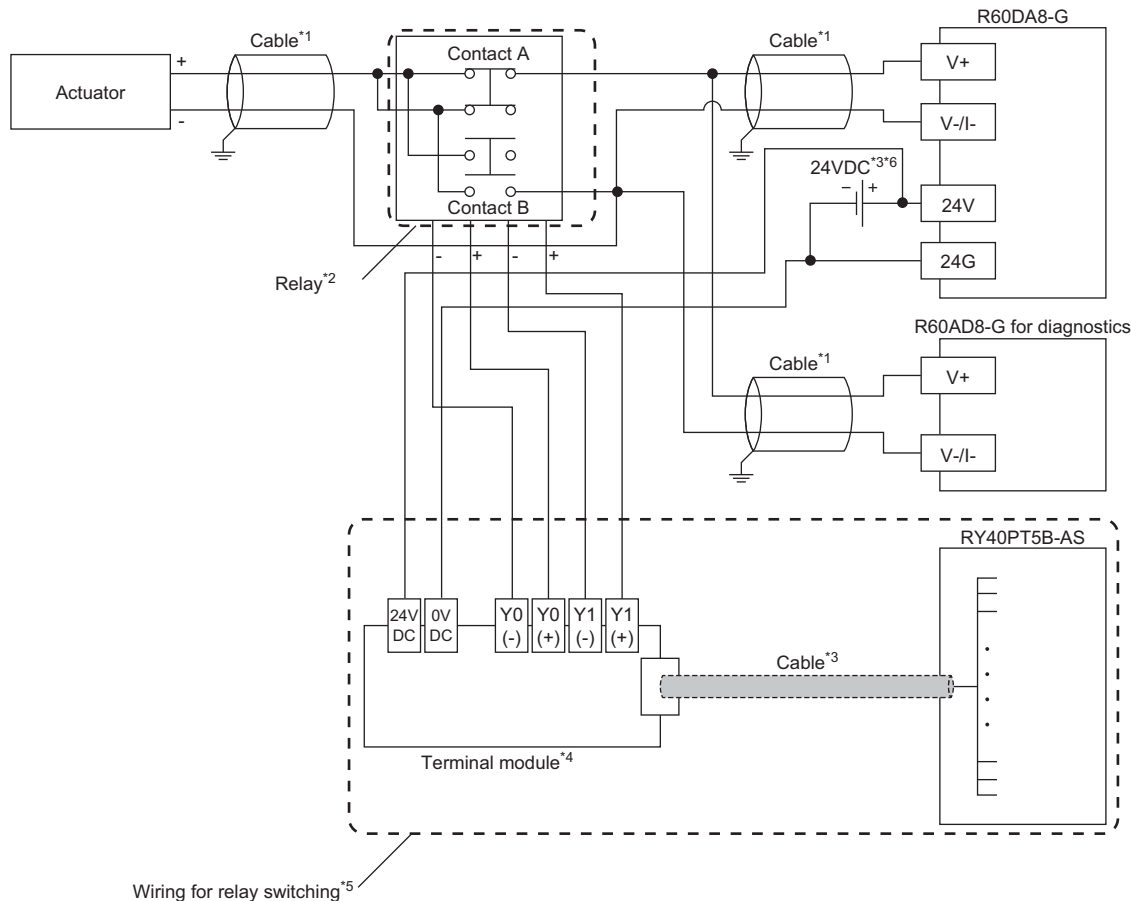 R60DA8-G
Cable*1
Contact A
Cable*1
+
V+
Actuator
-
V-/I-
24VDC*3*6
− +
24V
Contact B
24G
- + - +
Relay*2
R60AD8-G for diagnostics
Cable*1
V+
V-/I-
RY40PT5B-AS
24V
DC
0V
DC
Y0
(-)
Y0
(+)
Y1
(-)
Y1
(+)
Cable*3
Terminal module*4
Wiring for relay switching*5